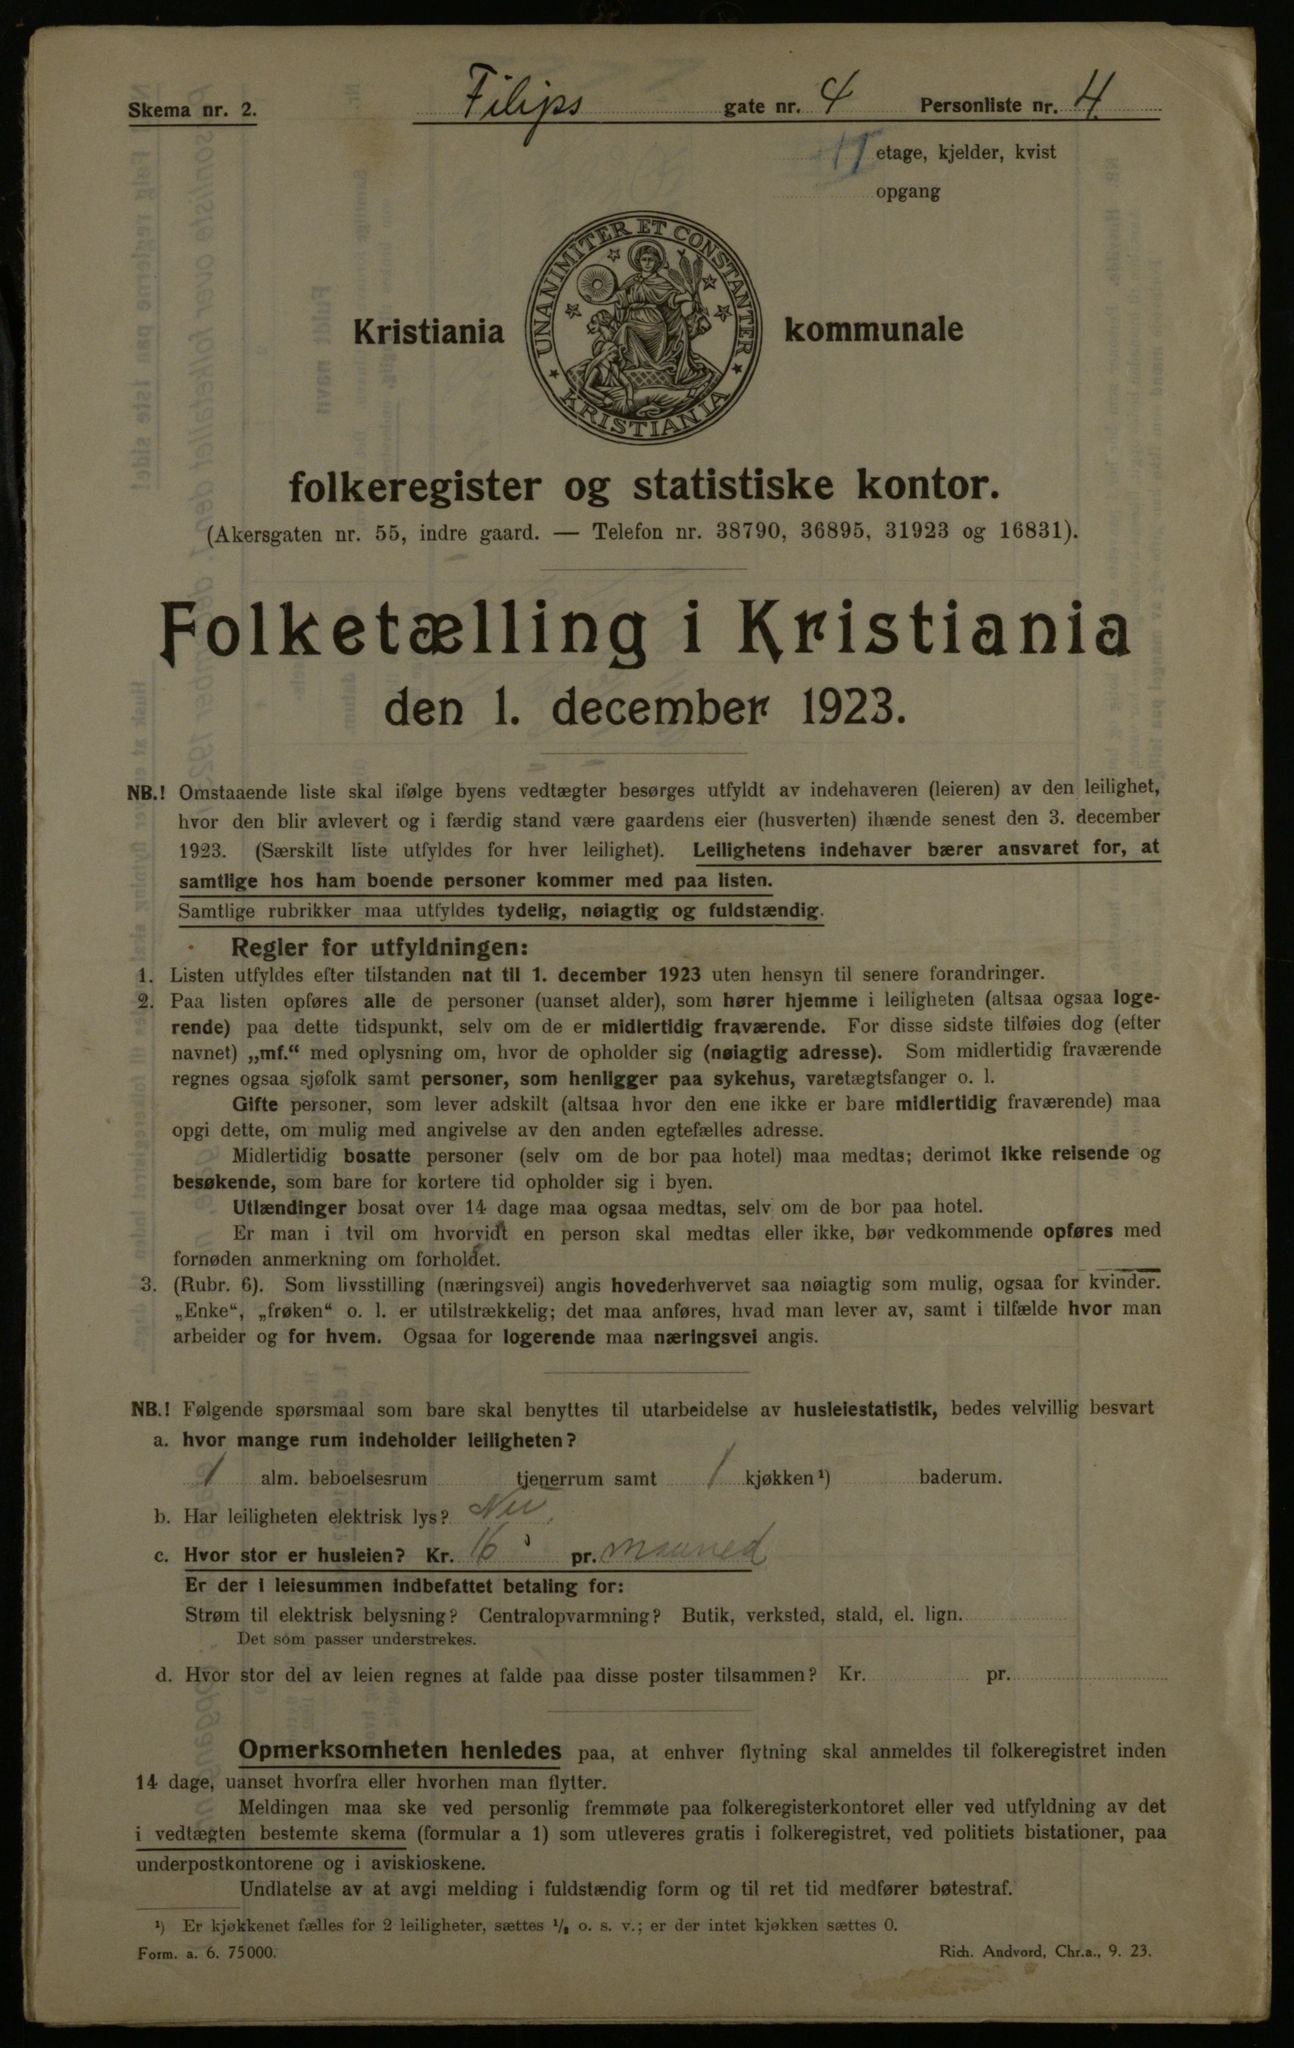 Skema nr. 2.
Filips gate nr. 4 Personliste nr. 4.
etage, kjelder, kvist
opgang
UNANIMITER ET CONSTANTER
KRISTIANIA
Kristiania kommunale
folkeregister og statistiske kontor.
(Akersgaten nr. 55, indre gaard. — Telefon nr. 38790, 36895, 31923 og 16831).
Folketælling i Kristiania
den 1. december 1923.
NB.! Omstaaende liste skal ifølge byens vedtægter besørges utfyldt av indehaveren (leieren) av den leilighet,
hvor den blir avlevert og i færdig stand være gaardens eier (husverten) ihænde senest den 3. december
1923. (Særskilt liste utfyldes for hver leilighet). Leilighetens indehaver bærer ansvaret for, at
samtlige hos ham boende personer kommer med paa listen.
Samtlige rubrikker maa utfyldes tydelig, nøiagtig og fuldstændig.
Regler for utfyldningen:
1. Listen utfyldes efter tilstanden nat til 1. december 1923 uten hensyn til senere forandringer.
2. Paa listen opføres alle de personer (uanset alder), som hører hjemme i leiligheten (altsaa ogsaa loge-
rende) paa dette tidspunkt, selv om de er midlertidig fraværende. For disse sidste tilføies dog (efter
navnet) „mf.“ med oplysning om, hvor de opholder sig (nøiagtig adresse). Som midlertidig fraværende
regnes ogsaa sjøfolk samt personer, som henligger paa sykehus, varetægtsfanger o. l.
Gifte personer, som lever adskilt (altsaa hvor den ene ikke er bare midlertidig fraværende) maa
opgi dette, om mulig med angivelse av den anden egtefælles adresse.
Midlertidig bosatte personer (selv om de bor paa hotel) maa medtas; derimot ikke reisende og
besøkende, som bare for kortere tid opholder sig i byen.
Utlændinger bosat over 14 dage maa ogsaa medtas, selv om de bor paa hotel.
Er man i tvil om hvorvidt en person skal medtas eller ikke, bør vedkommende opføres med
fornøden anmerkning om forholdet.
3. (Rubr. 6). Som livsstilling (næringsvei) angis hovederhvervet saa nøiagtig som mulig, ogsaa for kvinder.
„Enke“, „frøken“ o. l. er utilstrækkelig; det maa anføres, hvad man lever av, samt i tilfælde hvor man
arbeider og for hvem. Ogsaa for logerende maa næringsvei angis.
NB.! Følgende spørsmaal som bare skal benyttes til utarbeidelse av husleiestatistik, bedes velvillig besvart
a. hvor mange rum indeholder leiligheten?
1 alm. beboelsesrum tjenerrum samt 1 kjøkken¹) baderum.
b. Har leiligheten elektrisk lys? Nei
c. Hvor stor er husleien? Kr. 16 pr. Maaned
Er der i leiesummen indbefattet betaling for:
Strøm til elektrisk belysning? Centralopvarmning? Butik, verksted, stald, el. lign.
Det som passer understrekes.
d. Hvor stor del av leien regnes at falde paa disse poster tilsammen? Kr. pr.
Opmerksomheten henledes paa, at enhver flytning skal anmeldes til folkeregistret inden
14 dage, uanset hvorfra eller hvorhen man flytter.
Meldingen maa ske ved personlig fremmøte paa folkeregisterkontoret eller ved utfyldning av det
i vedtægten bestemte skema (formular a 1) som utleveres gratis i folkeregistret, ved politiets bistationer, paa
underpostkontorene og i aviskioskene.
Undlatelse av at avgi melding i fuldstændig form og til ret tid medfører bøtestraf.
¹) Er kjøkkenet fælles for 2 leiligheter, sættes ½ o. s. v.; er der intet kjøkken sættes 0.
Form. a. 6. 75000.
Rich. Andvord, Chr.a., 9. 23.